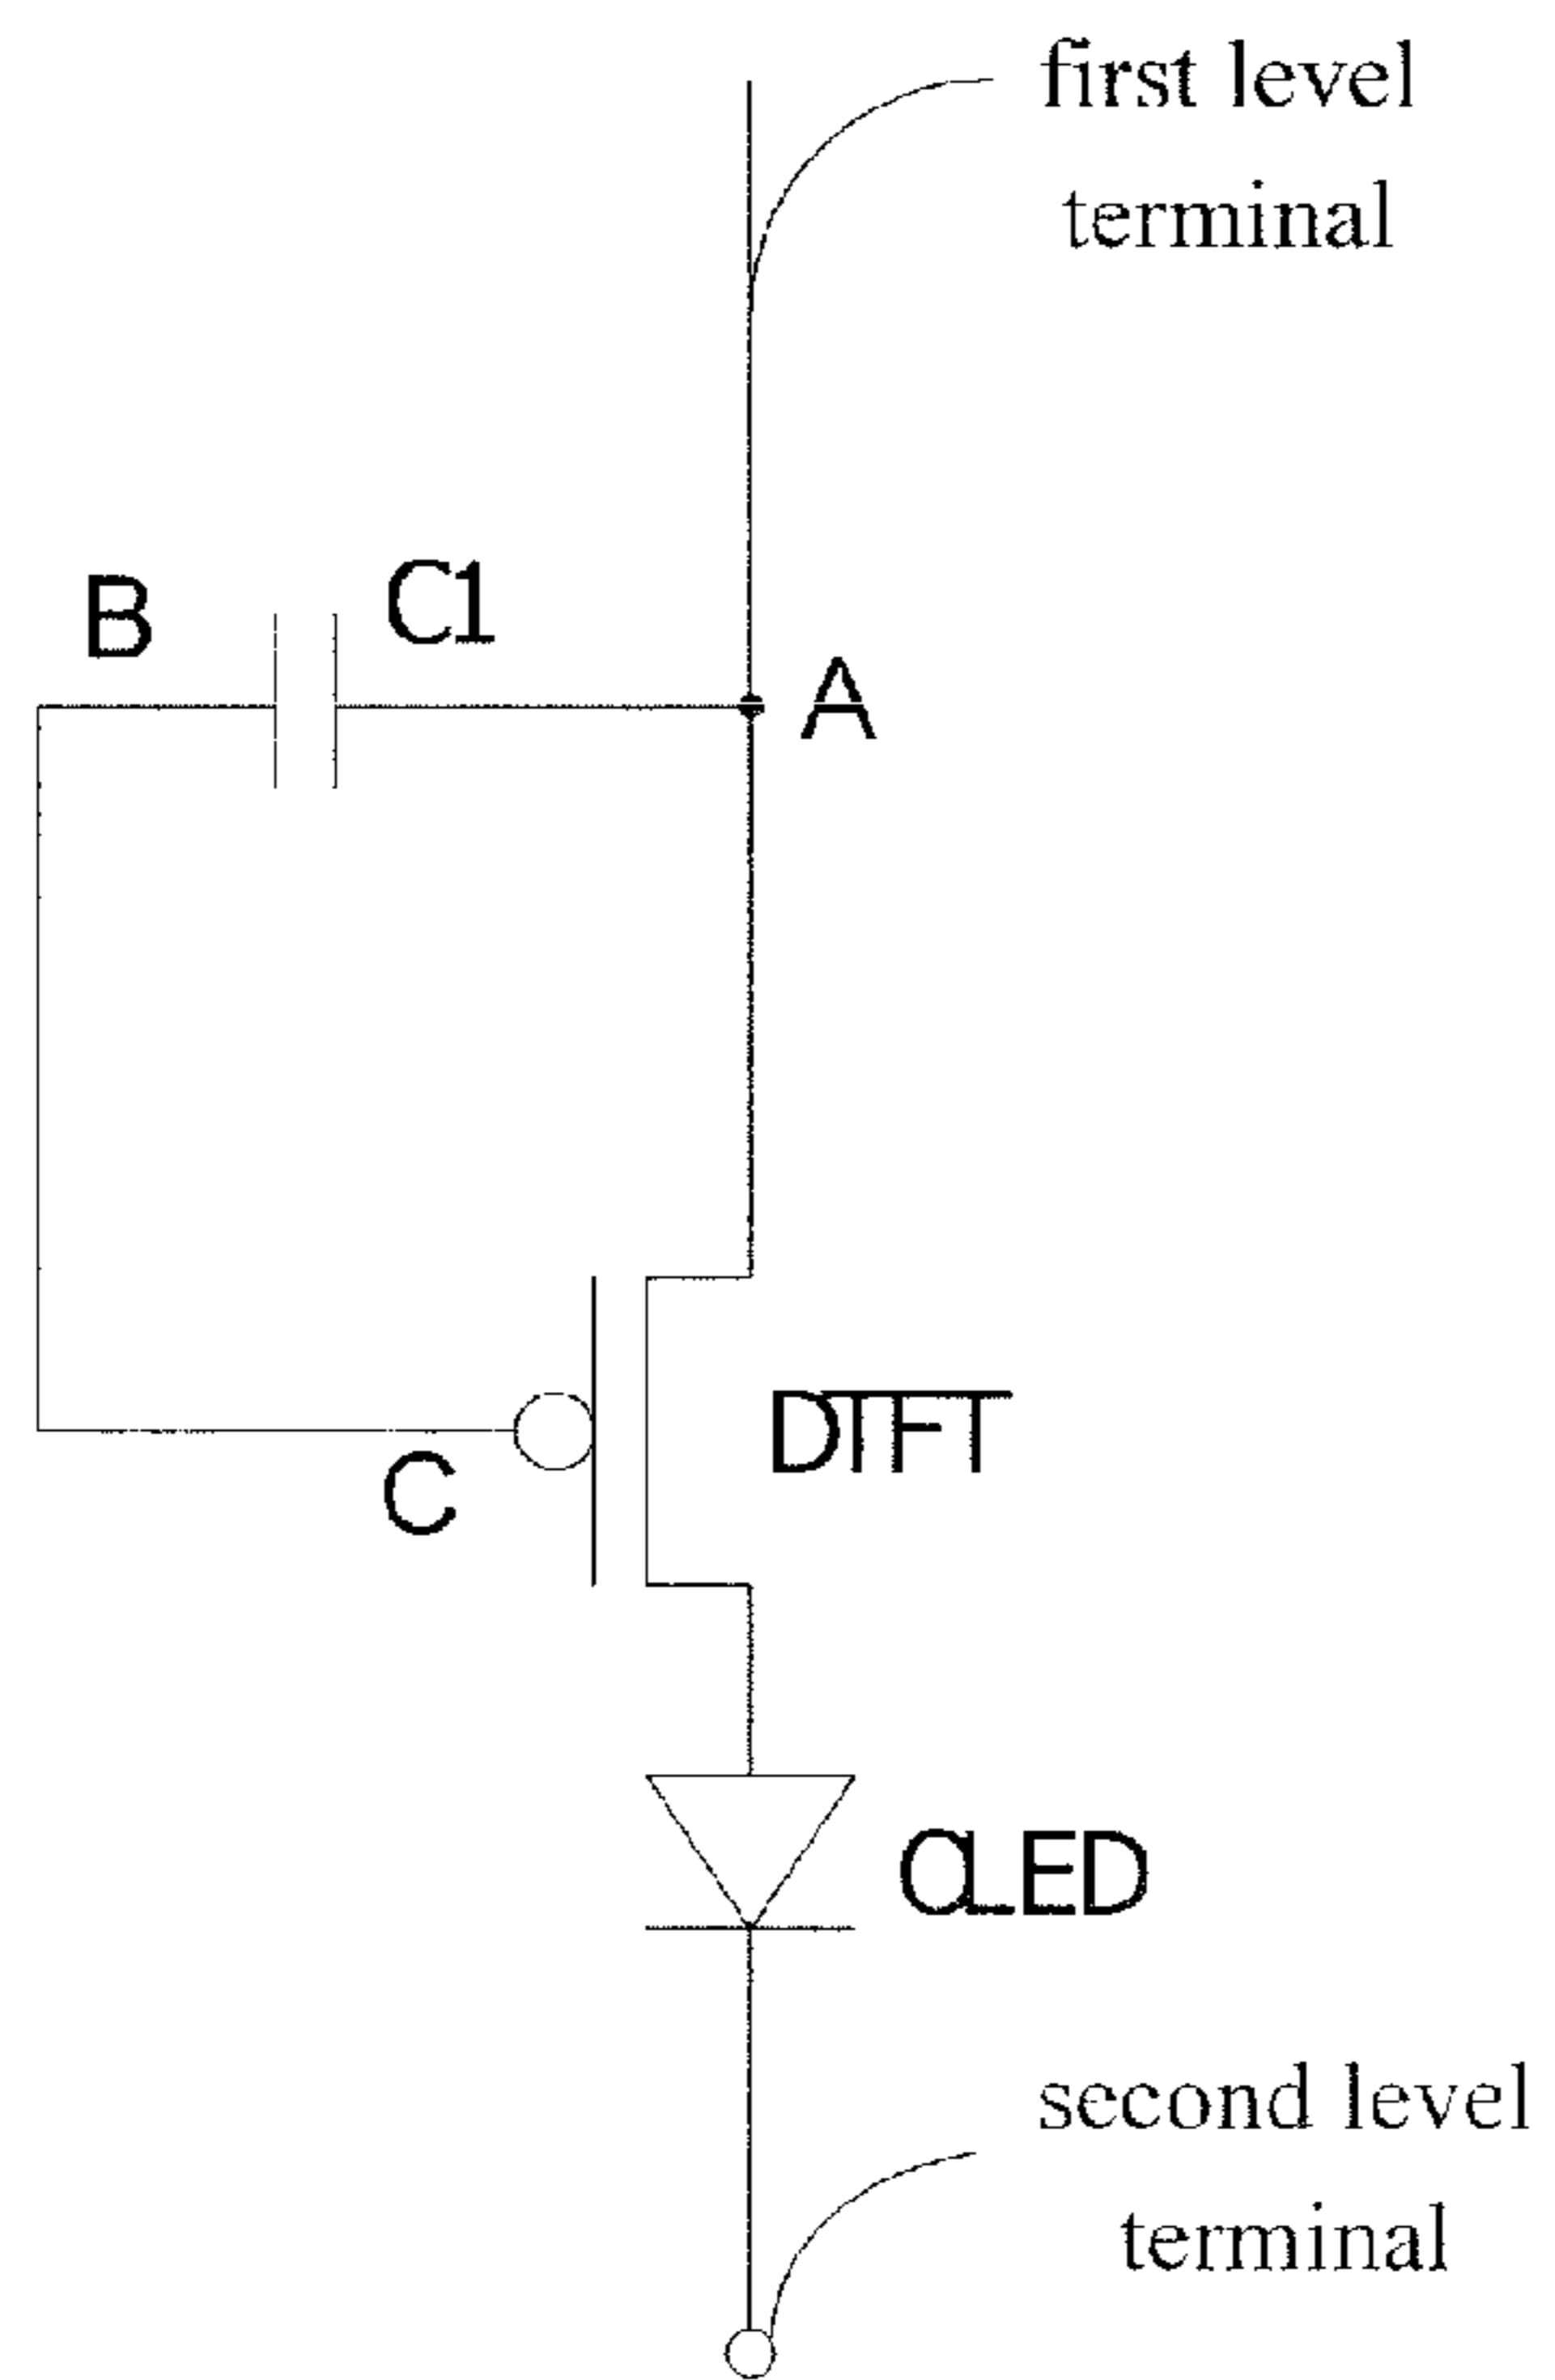 first level
terminal
B
C1
A
DTFT
C
OLED
second level
terminal